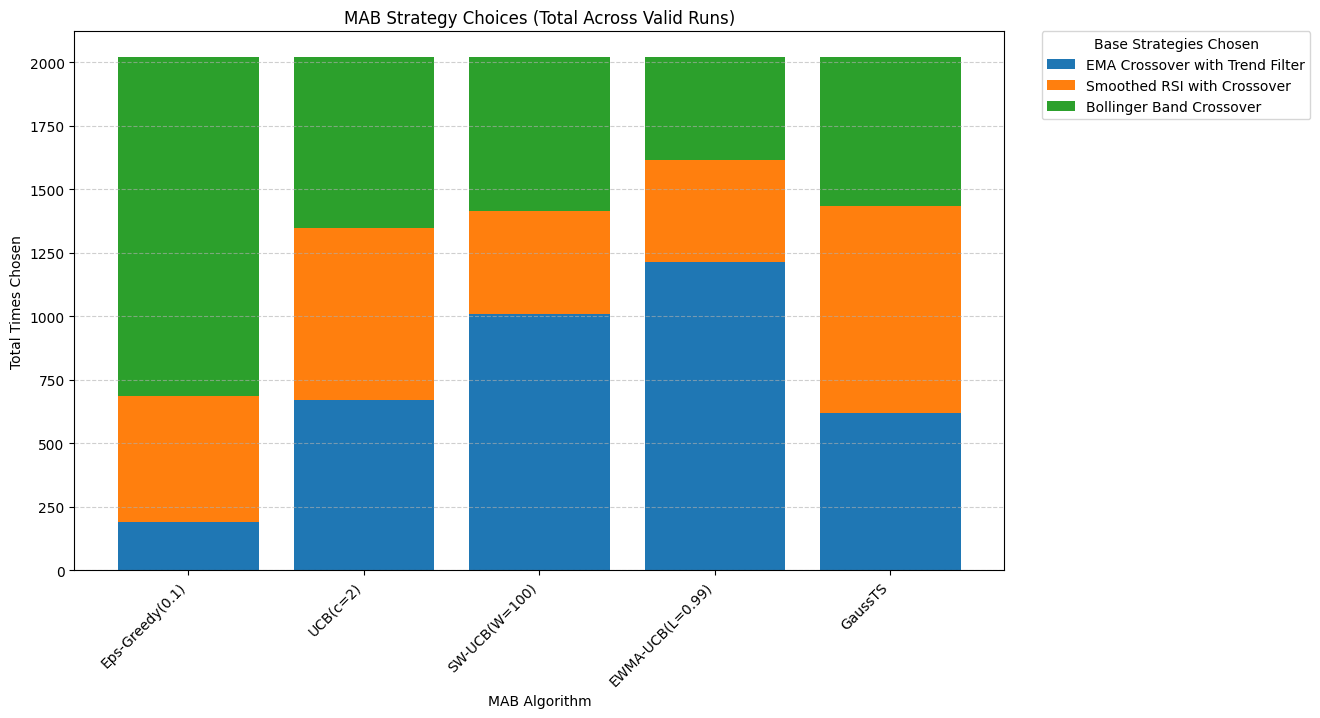 MAB Strategy Choices (Total Across Valid Runs)
Base Strategies Chosen
EMA Crossover with Trend Filter
Smoothed RSI with Crossover
Bollinger Band Crossover
Total Times Chosen
2000
1750
1500
1250
1000
750
500
250
0
Eps-Greedy(0.1)
UCB(c=2)
SW-UCB(W=100)
EWMA-UCB(L=0.99)
GaussTS
MAB Algorithm